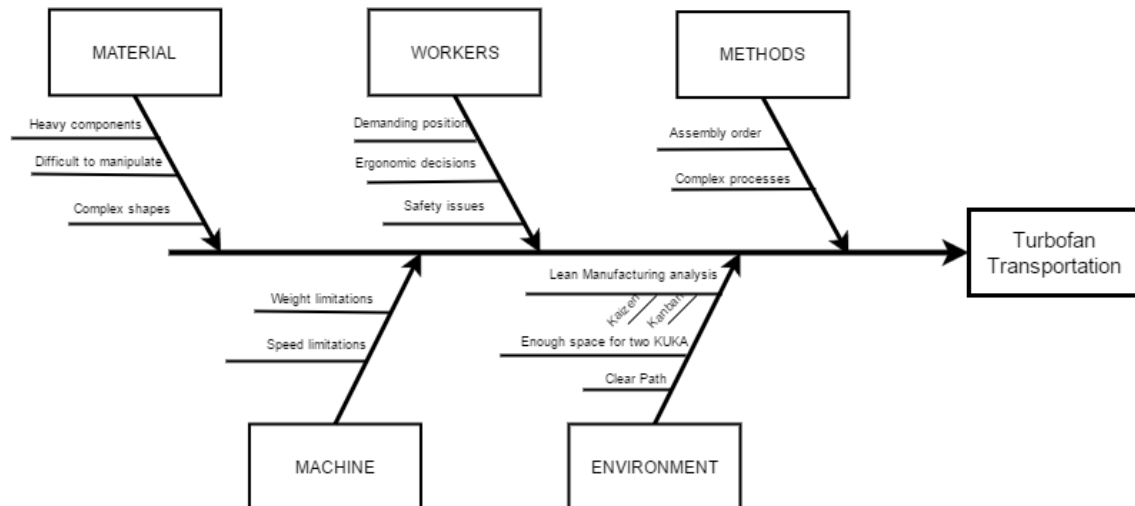 MATERIAL
WORKERS
METHODS
Heavy components
Difficult to manipulate
Complex shapes
Demanding position
Ergonomic decisions
Safety issues
Assembly order
Complex processes
Turbofan
Transportation
Weight limitations
Speed limitations
Lean Manufacturing analysis
Kaizen
Kanban
Enough space for two KUKA
Clear Path
MACHINE
ENVIRONMENT